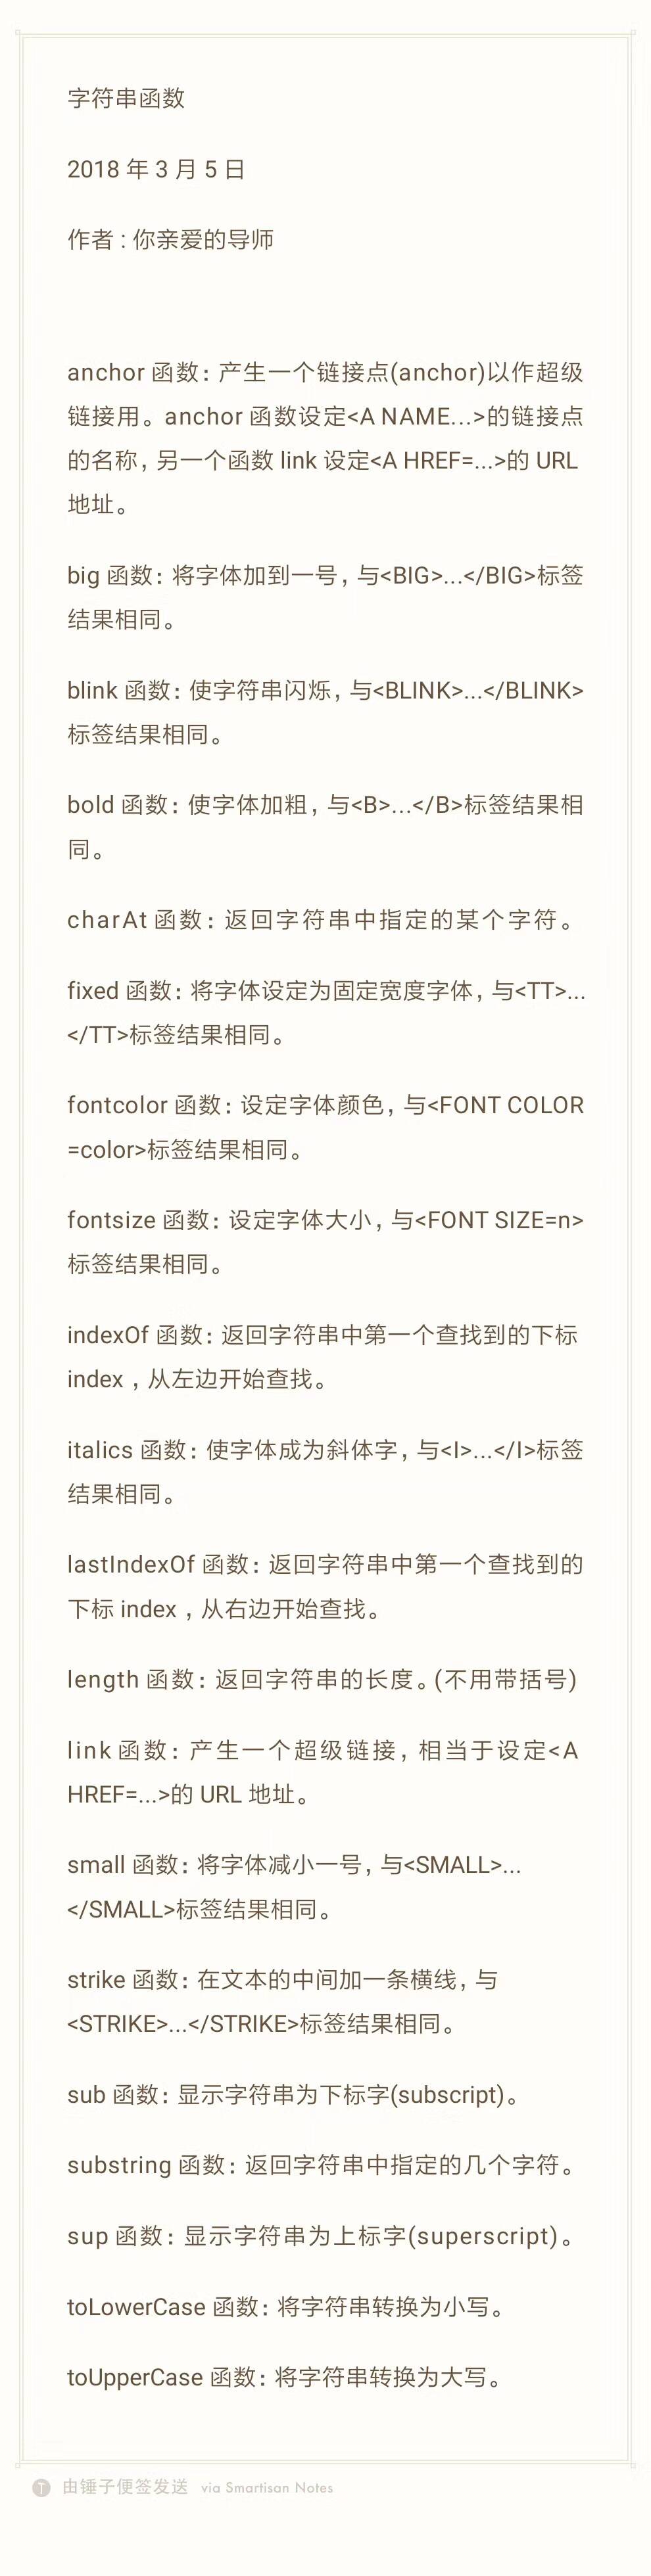 字符串函数
2018 年 3 月 5 日
作者 : 你亲爱的导师
anchor 函数：产生一个链接点(anchor)以作超级
链接用。anchor 函数设定<A NAME...>的链接点
的名称，另一个函数 link 设定<A HREF=...>的 URL
地址。
big 函数：将字体加到一号，与<BIG>...</BIG>标签
结果相同。
blink 函数：使字符串闪烁，与<BLINK>...</BLINK>
标签结果相同。
bold 函数：使字体加粗，与<B>...</B>标签结果相
同。
charAt 函数：返回字符串中指定的某个字符。
fixed 函数：将字体设定为固定宽度字体，与<TT>...
</TT>标签结果相同。
fontcolor 函数：设定字体颜色，与<FONT COLOR
=color>标签结果相同。
fontsize 函数：设定字体大小，与<FONT SIZE=n>
标签结果相同。
indexOf 函数：返回字符串中第一个查找到的下标
index ，从左边开始查找。
italics 函数：使字体成为斜体字，与<I>...</I>标签
结果相同。
lastIndexOf 函数：返回字符串中第一个查找到的
下标 index ，从右边开始查找。
length 函数：返回字符串的长度。(不用带括号)
link 函数：产生一个超级链接，相当于设定<A
HREF=...>的 URL 地址。
small 函数：将字体减小一号，与<SMALL>...
</SMALL>标签结果相同。
strike 函数：在文本的中间加一条横线，与
<STRIKE>...</STRIKE>标签结果相同。
sub 函数：显示字符串为下标字(subscript)。
substring 函数：返回字符串中指定的几个字符。
sup 函数：显示字符串为上标字(superscript)。
toLowerCase 函数：将字符串转换为小写。
toUpperCase 函数：将字符串转换为大写。
T 由锤子便签发送 via Smartisan Notes